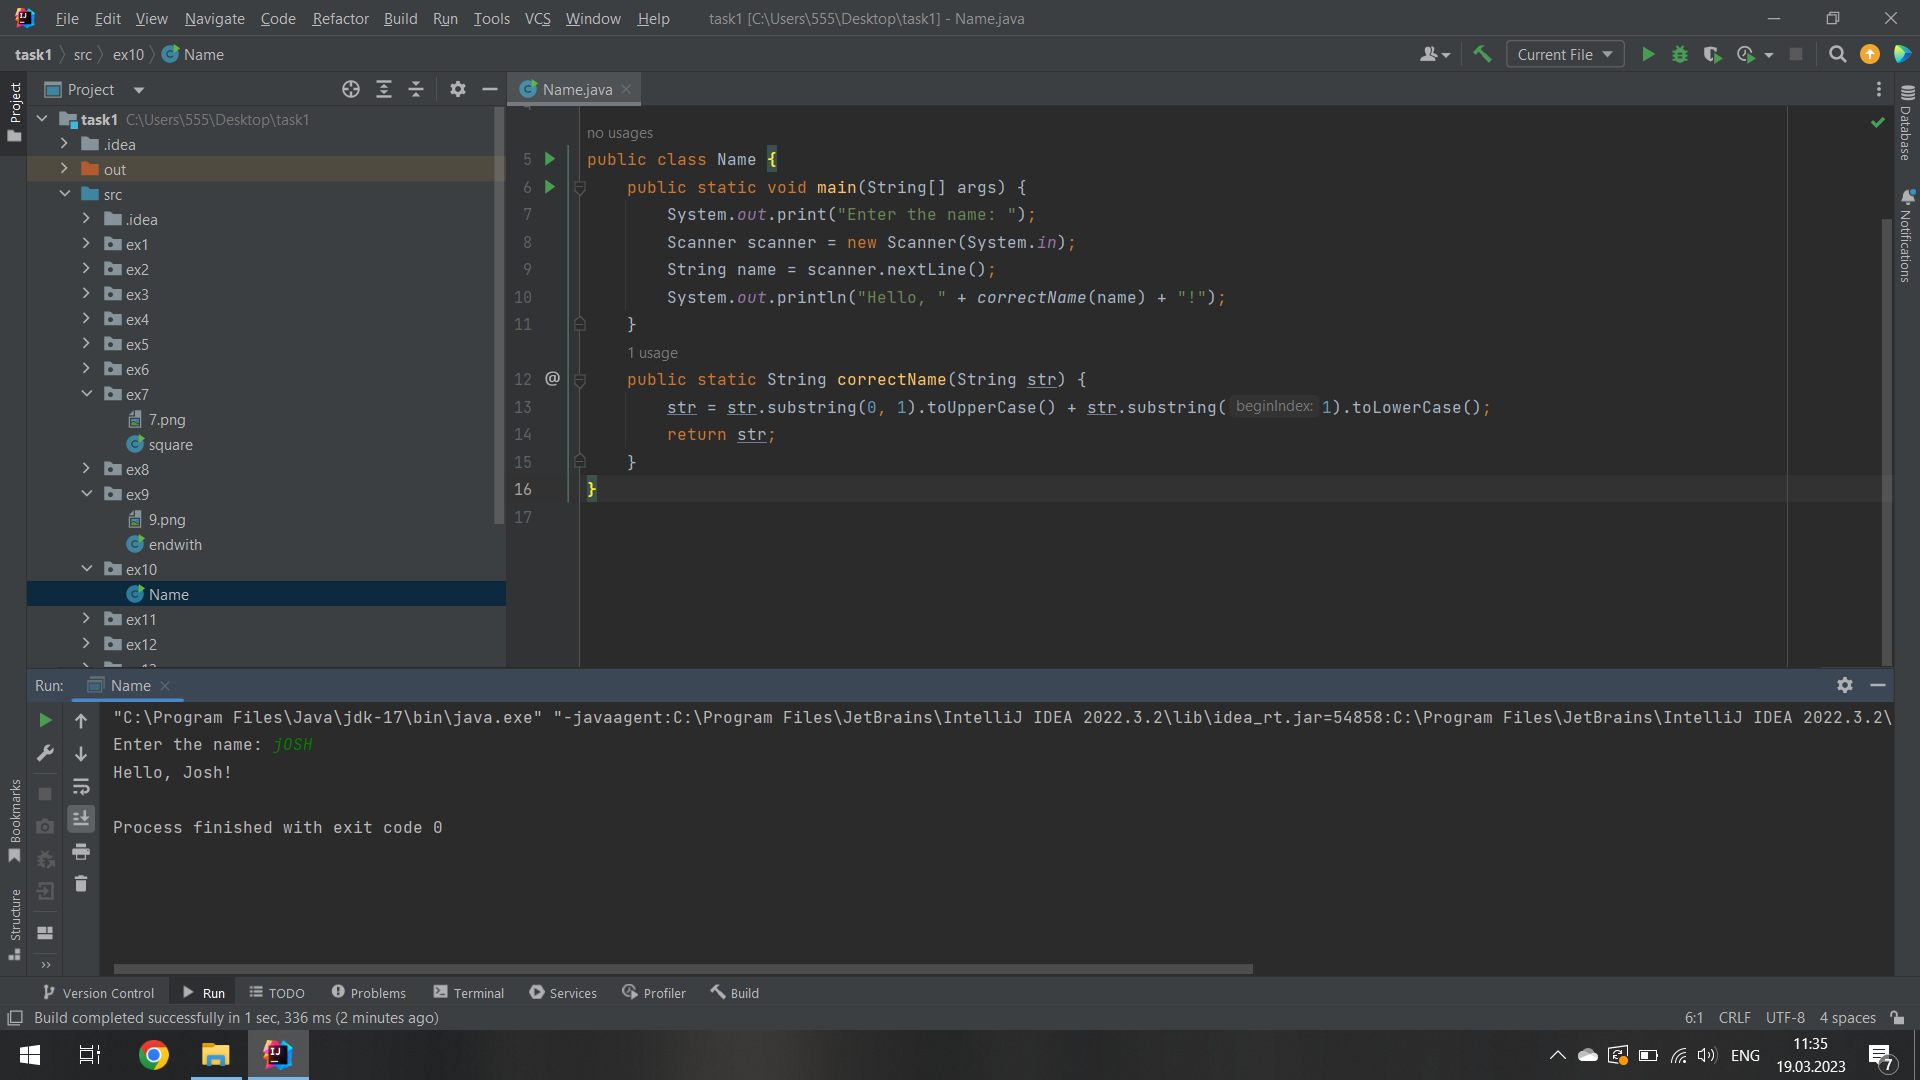 File Edit View Navigate Code Refactor Build Run Tools VCS Window Help task1 [C:\Users\555\Desktop\task1] - Name.java
task1 src ex10 Name
Current File
Project
Name.java
Project
Database
Notifications
Bookmarks
Structure
task1 C:\Users\555\Desktop\task1
.idea
out
src
.idea
ex1
ex2
ex3
ex4
ex5
ex6
ex7
7.png
square
ex8
ex9
9.png
endwith
ex10
Name
ex11
ex12
no usages
5 public class Name {
6 public static void main(String[] args) {
7 System.out.print("Enter the name: ");
8 Scanner scanner = new Scanner(System.in);
9 String name = scanner.nextLine();
10 System.out.println("Hello, " + correctName(name) + "!");
11 }
1 usage
12 @ public static String correctName(String str) {
13 str = str.substring(0, 1).toUpperCase() + str.substring( beginIndex: 1).toLowerCase();
14 return str;
15 }
16 }
17
Run: Name
"C:\Program Files\Java\jdk-17\bin\java.exe" "-javaagent:C:\Program Files\JetBrains\IntelliJ IDEA 2022.3.2\lib\idea_rt.jar=54858:C:\Program Files\JetBrains\IntelliJ IDEA 2022.3.2\
Enter the name: jOSH
Hello, Josh!
Process finished with exit code 0
Version Control Run TODO Problems Terminal Services Profiler Build
Build completed successfully in 1 sec, 336 ms (2 minutes ago) 6:1 CRLF UTF-8 4 spaces
ENG 11:35
19.03.2023
7